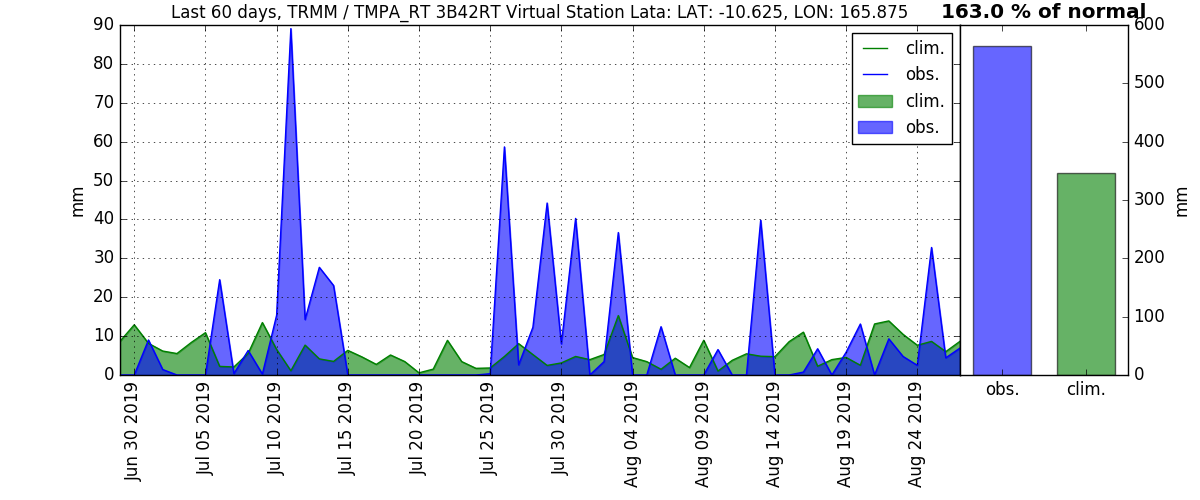 Last 60 days, TRMM / TMPA_RT 3B42RT Virtual Station Lata: LAT: -10.625, LON: 165.875
163.0 % of normal
90
80
70
60
50
40
30
20
10
0
mm
clim.
obs.
clim.
obs.
Jun 30 2019
Jul 05 2019
Jul 10 2019
Jul 15 2019
Jul 20 2019
Jul 25 2019
Jul 30 2019
Aug 04 2019
Aug 09 2019
Aug 14 2019
Aug 19 2019
Aug 24 2019
600
500
400
300
200
100
0
mm
obs.
clim.